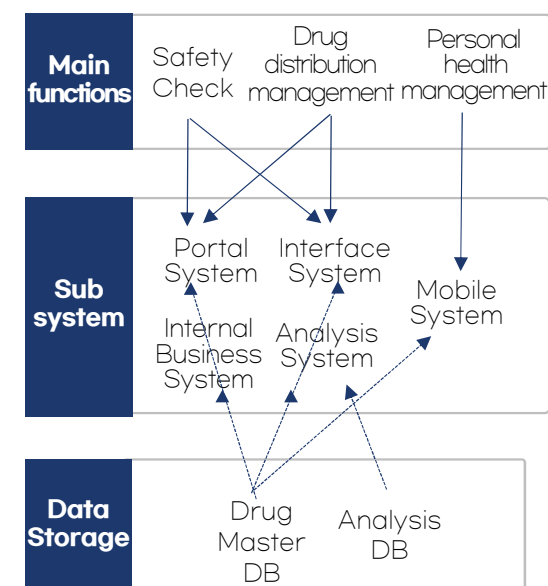 Main
functions
Safety
Check
Drug
distribution
management
Personal
health
management
Sub
system
Portal
System
Interface
System
Mobile
System
Internal
Business
System
Analysis
System
Data
Storage
Drug
Master
DB
Analysis
DB